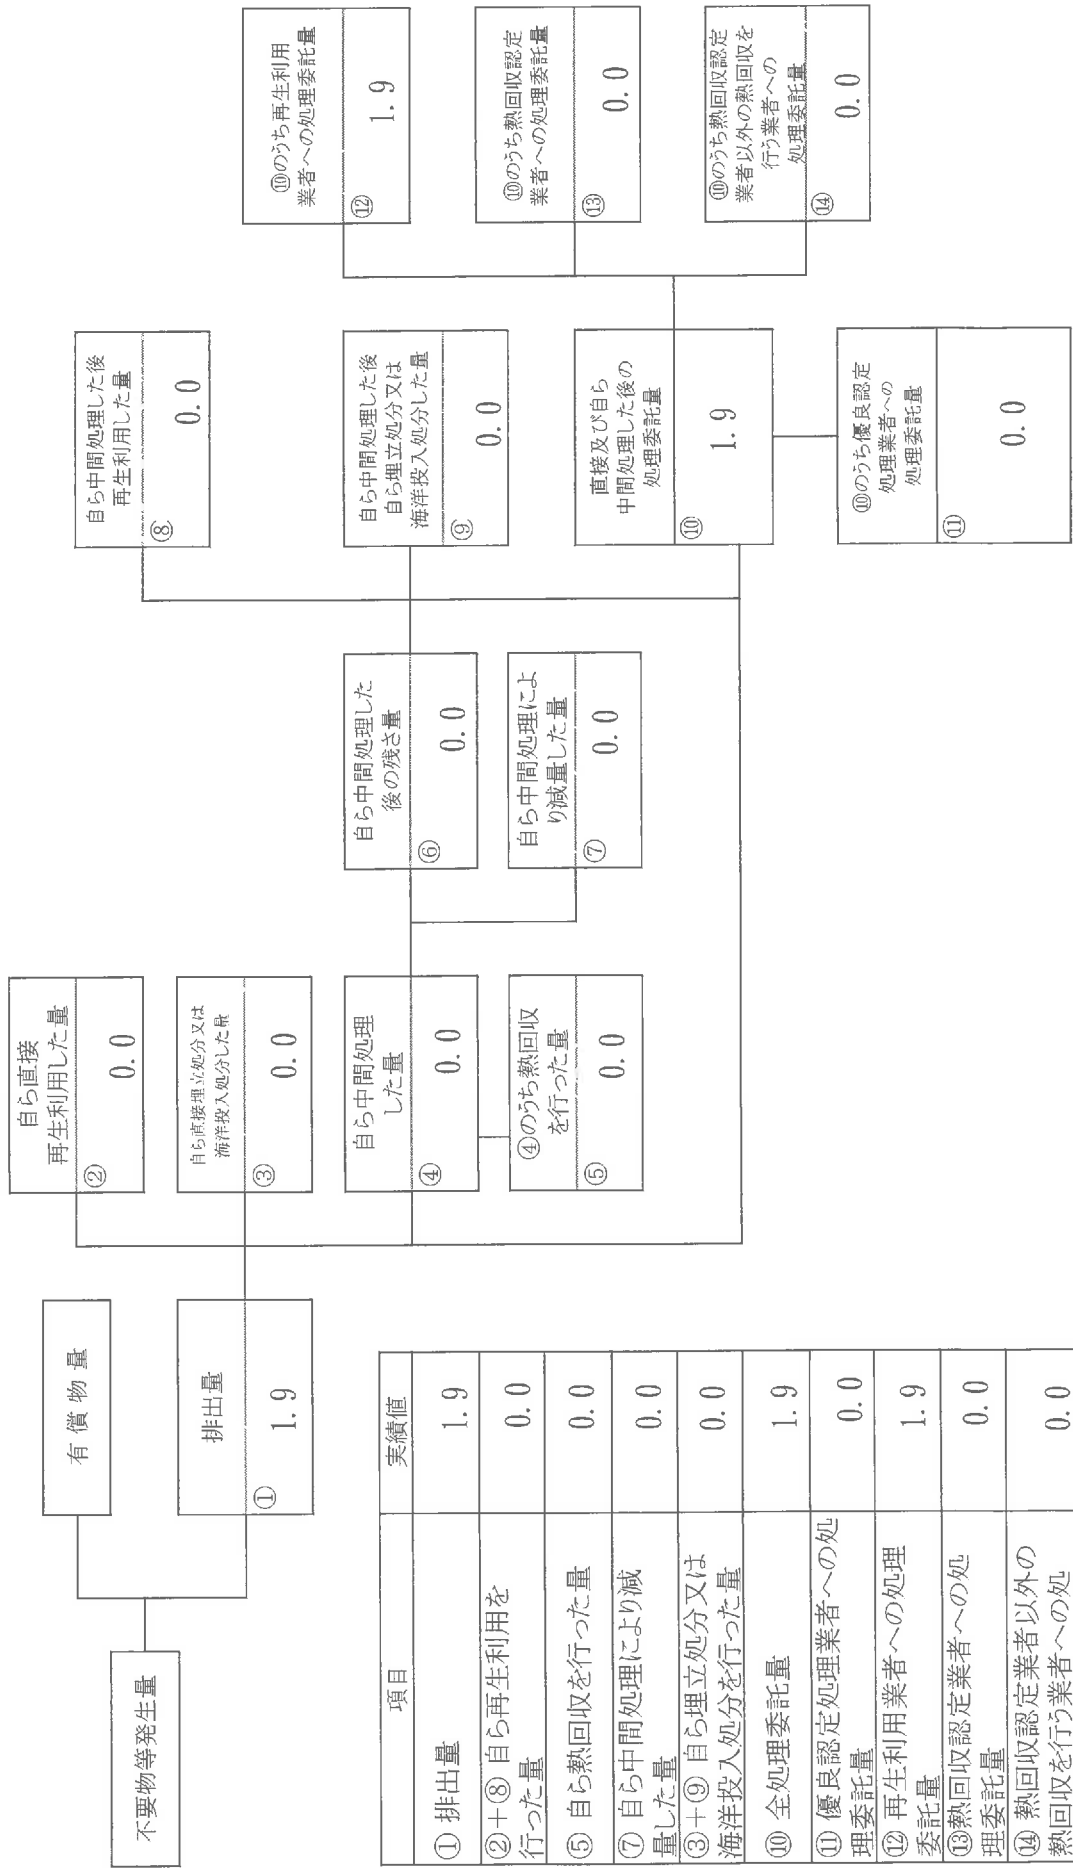 不要物等発生量
有償物量
排出量
① 1.9
自ら直接
再生利用した量
② 0.0
自ら直接埋立処分又は
海洋投入処分した量
③ 0.0
自ら中間処理
した量
④ 0.0
④のうち熱回収
を行った量
⑤ 0.0
自ら中間処理した
後の残さ量
⑥ 0.0
自ら中間処理によ
り減量した量
⑦ 0.0
自ら中間処理した後
再生利用した量
⑧ 0.0
自ら中間処理した後
自ら埋立処分又は
海洋投入処分した量
⑨ 0.0
直接及び自ら
中間処理した後の
処理委託量
⑩ 1.9
⑩のうち優良認定
処理業者への
処理委託量
⑪ 0.0
⑩のうち再生利用
業者への処理委託量
⑫ 1.9
⑩のうち熱回収認定
業者への処理委託量
⑬ 0.0
⑩のうち熱回収認定
業者以外の熱回収を
行う業者への
処理委託量
⑭ 0.0
項目 実績値
① 排出量 1.9
②＋⑧ 自ら再生利用を
行った量 0.0
⑤ 自ら熱回収を行った量 0.0
⑦ 自ら中間処理により減
量した量 0.0
③＋⑨ 自ら埋立処分又は
海洋投入処分を行った量 0.0
⑩ 全処理委託量 1.9
⑪ 優良認定処理業者への処
理委託量 0.0
⑫ 再生利用業者への処理
委託量 1.9
⑬熱回収認定業者への処
理委託量 0.0
⑭ 熱回収認定業者以外の
熱回収を行う業者への処 0.0